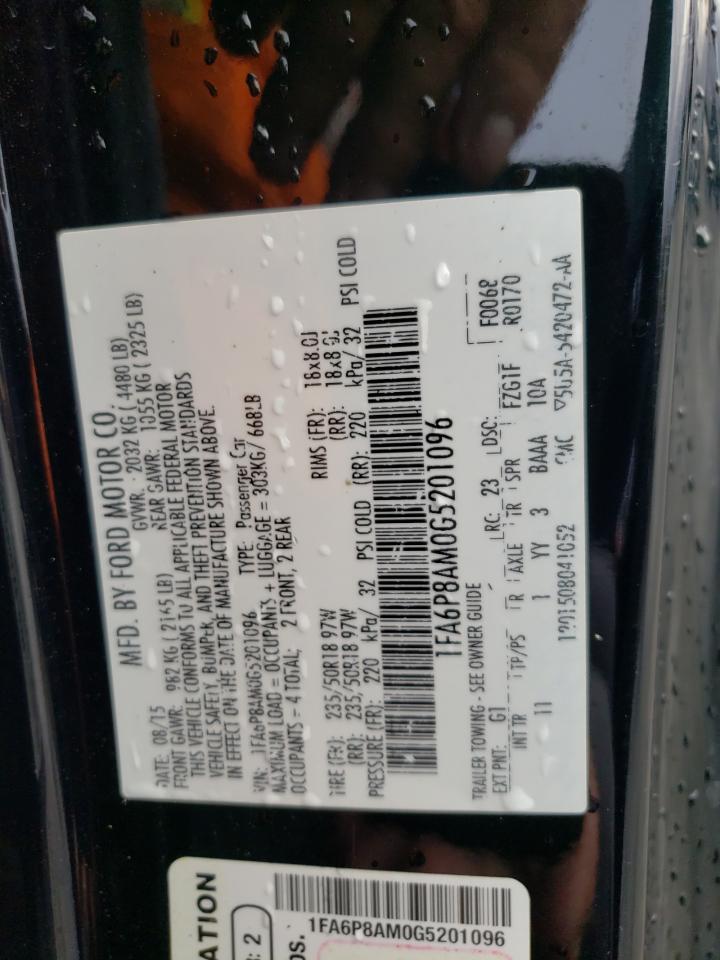 MFD. BY FORD MOTOR CO.
DATE: 08/15 GVWR: 2032 KG ( 4480 LB)
FRONT GAWR: 982 KG ( 2165 LB) REAR GAWR: 1055 KG ( 2325 LB)
THIS VEHICLE CONFORMS TO ALL APPLICABLE FEDERAL MOTOR
VEHICLE SAFETY, BUMPER, AND THEFT PREVENTION STANDARDS
IN EFFECT ON THE DATE OF MANUFACTURE SHOWN ABOVE.
VIN: 1FA6P8AM0G5201096 TYPE: Passenger Car
MAXIMUM LOAD = OCCUPANTS + LUGGAGE = 303KG/ 668LB
OCCUPANTS = 4 TOTAL; 2 FRONT, 2 REAR
TIRE (FR): 235/50R18 97W RIMS (FR): 18x8.0J
(RR): 235/50R18 97W (RR): 18x8.0J
PRESSURE (FR): 220 kPa/ 32 PSI COLD (RR): 220 kPa/ 32 PSI COLD
1FA6P8AM0G5201096
TRAILER TOWING - SEE OWNER GUIDE LRC: 23 LDSC: F0068
EXT PNT: G1 FZG1F R0170
INT TR TP/PS R AXLE TR SPR
11 1 YY 3 BAAA 10A
5U5A-5420472-AA
ATION
: 2
OS.
1FA6P8AM0G5201096